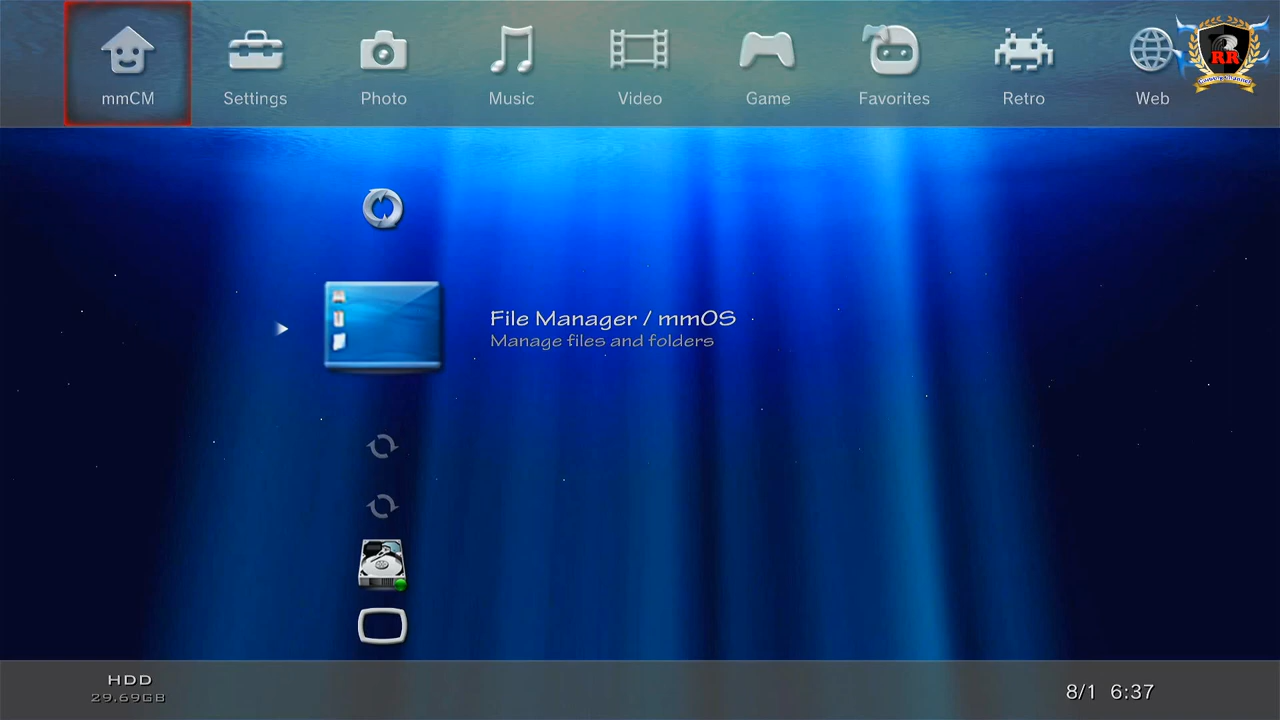 mmCM
Settings
Photo
Music
Video
Game
Favorites
Retro
Web
RR
File Manager / mmOS
Manage files and folders
HDD
29.69GB
8/1 6:37